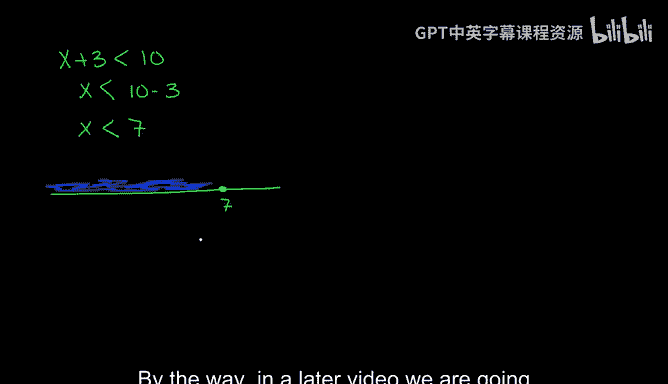 GPT中英字幕课程资源 bilibili
x+3 < 10
x < 10-3
x < 7
7
By the way, in a later video we are going